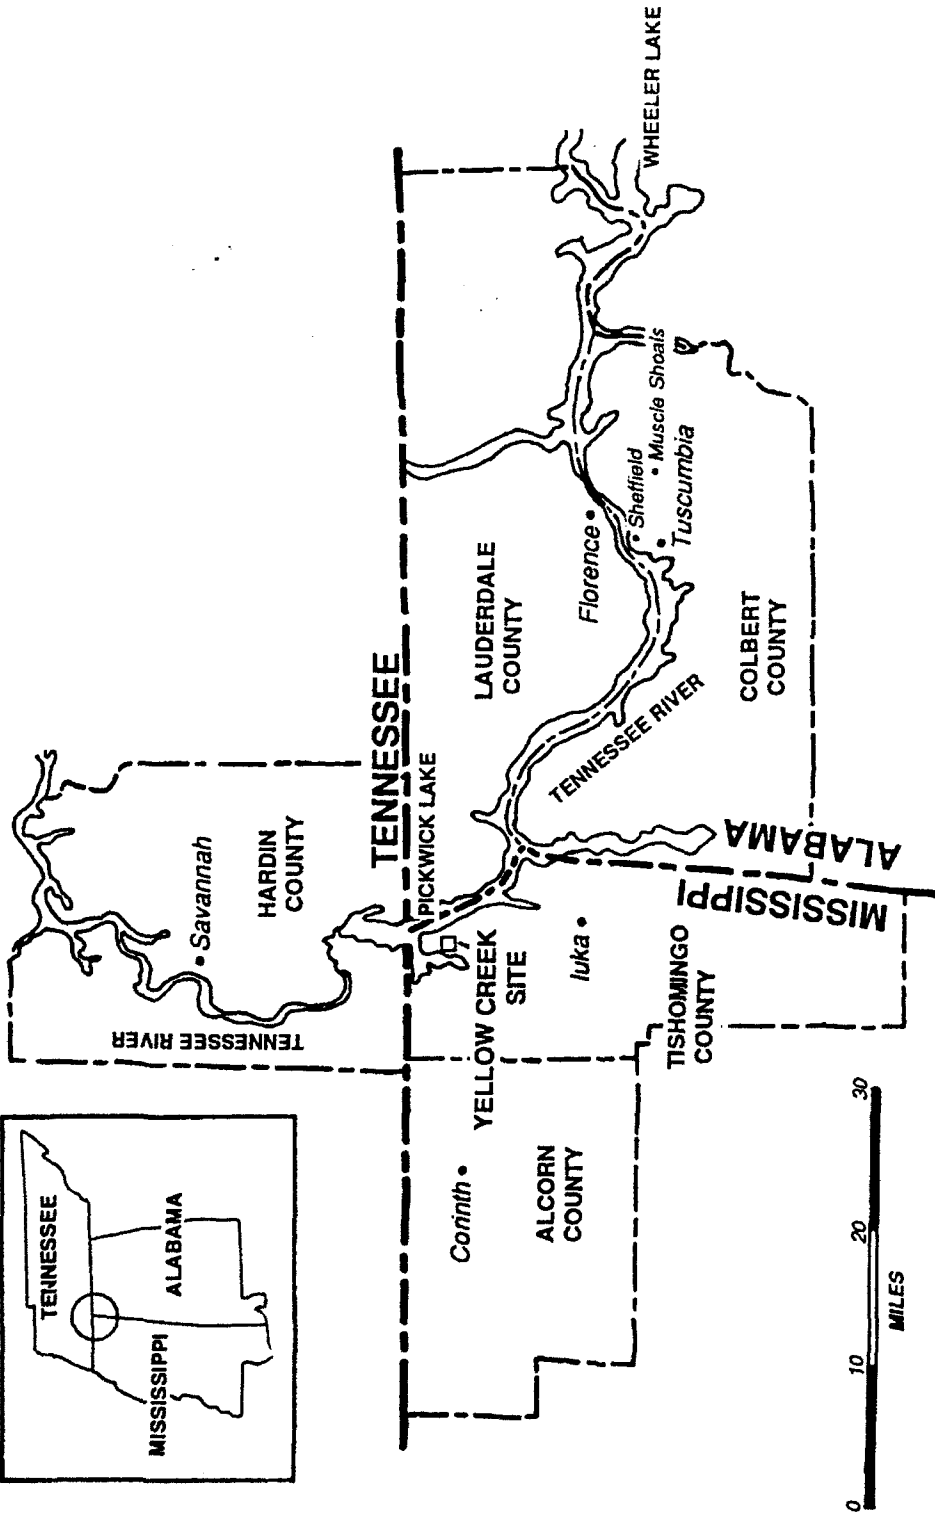 TENNESSEE
MISSISSIPPI
ALABAMA
TENNESSEE RIVER
Savannah
HARDIN
COUNTY
TENNESSEE
PICKWICK LAKE
Corinth
ALCORN
COUNTY
YELLOW CREEK
SITE
Iuka
TISHOMINGO
COUNTY
MISSISSIPPI
ALABAMA
LAUDERDALE
COUNTY
Florence
TENNESSEE RIVER
Sheffield
Muscle Shoals
Tuscumbia
COLBERT
COUNTY
WHEELER LAKE
0 10 20 30
MILES